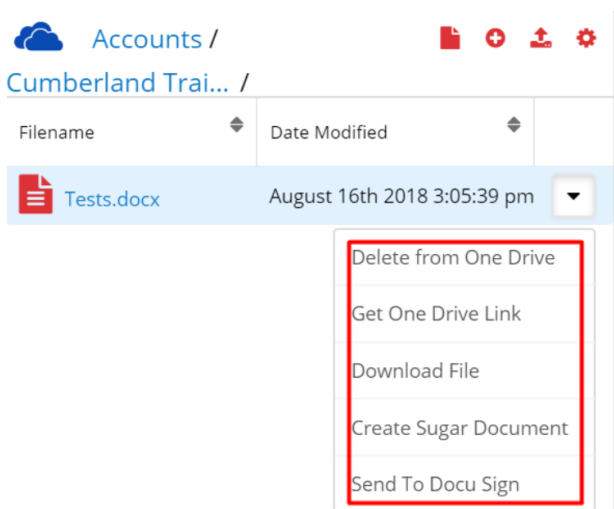 Accounts /
Cumberland Trai... /
Filename Date Modified
Tests.docx August 16th 2018 3:05:39 pm
Delete from One Drive
Get One Drive Link
Download File
Create Sugar Document
Send To Docu Sign